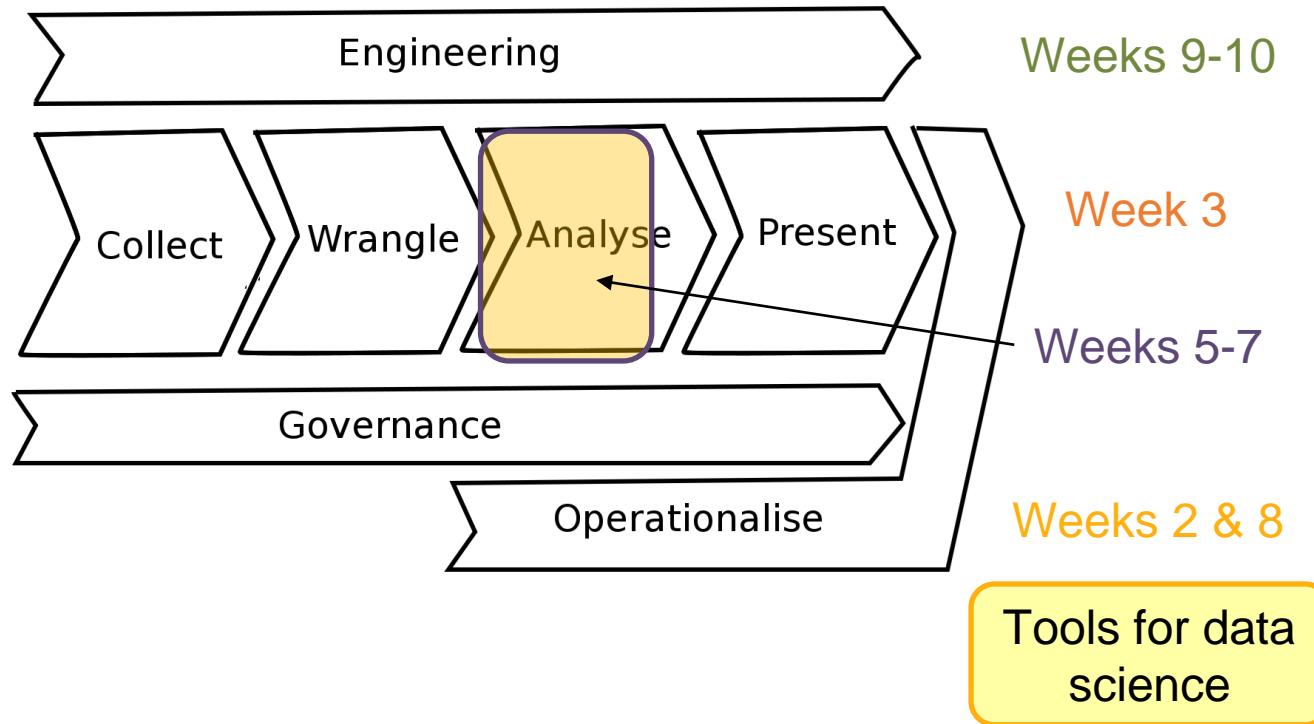 Engineering
Weeks 9-10
Collect
Wrangle
Analyse
Present
Week 3
Weeks 5-7
Governance
Operationalise
Weeks 2 & 8
Tools for data
science